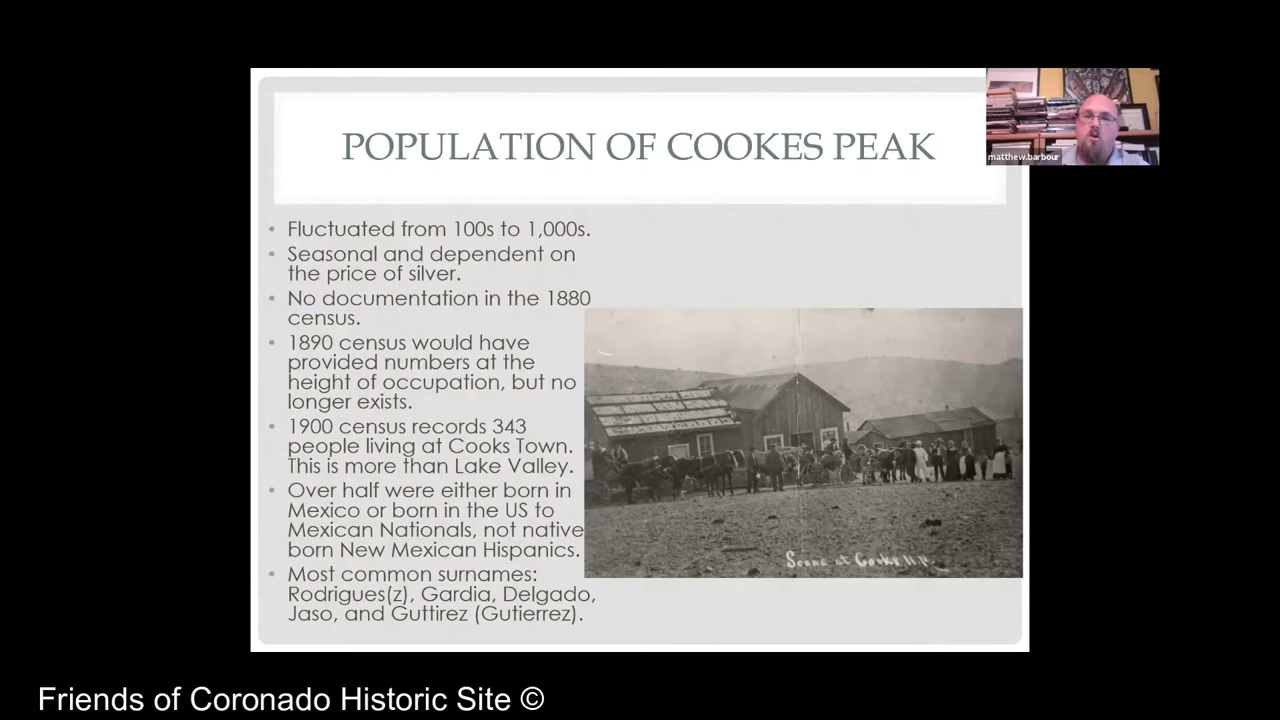 POPULATION OF COOKES PEAK
matthew.barbour
• Fluctuated from 100s to 1,000s.
• Seasonal and dependent on
the price of silver.
• No documentation in the 1880
census.
• 1890 census would have
provided numbers at the
height of occupation, but no
longer exists.
• 1900 census records 343
people living at Cooks Town.
This is more than Lake Valley.
• Over half were either born in
Mexico or born in the US to
Mexican Nationals, not native
born New Mexican Hispanics.
• Most common surnames:
Rodrigues(z), Gardia, Delgado,
Jaso, and Guttirez (Gutierrez).
Scene at Cooks N.M.
Friends of Coronado Historic Site ©